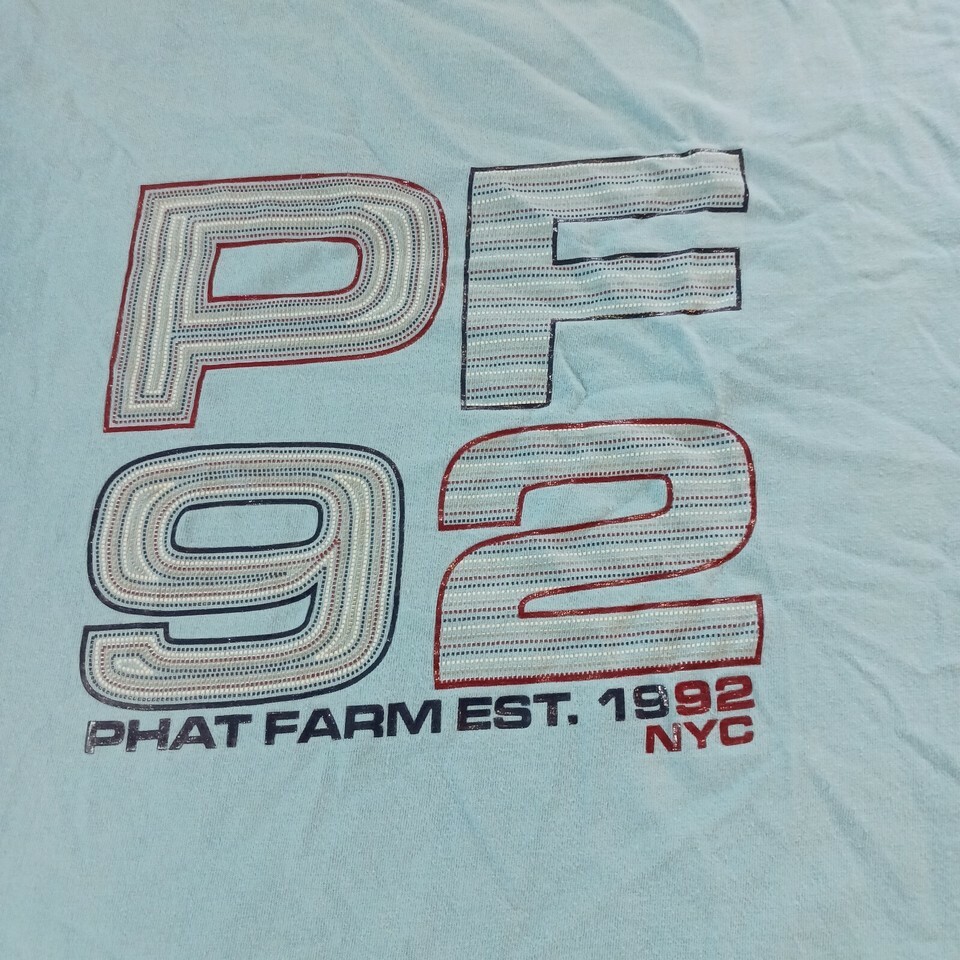 PF
92
PHAT FARM EST. 1992
NYC